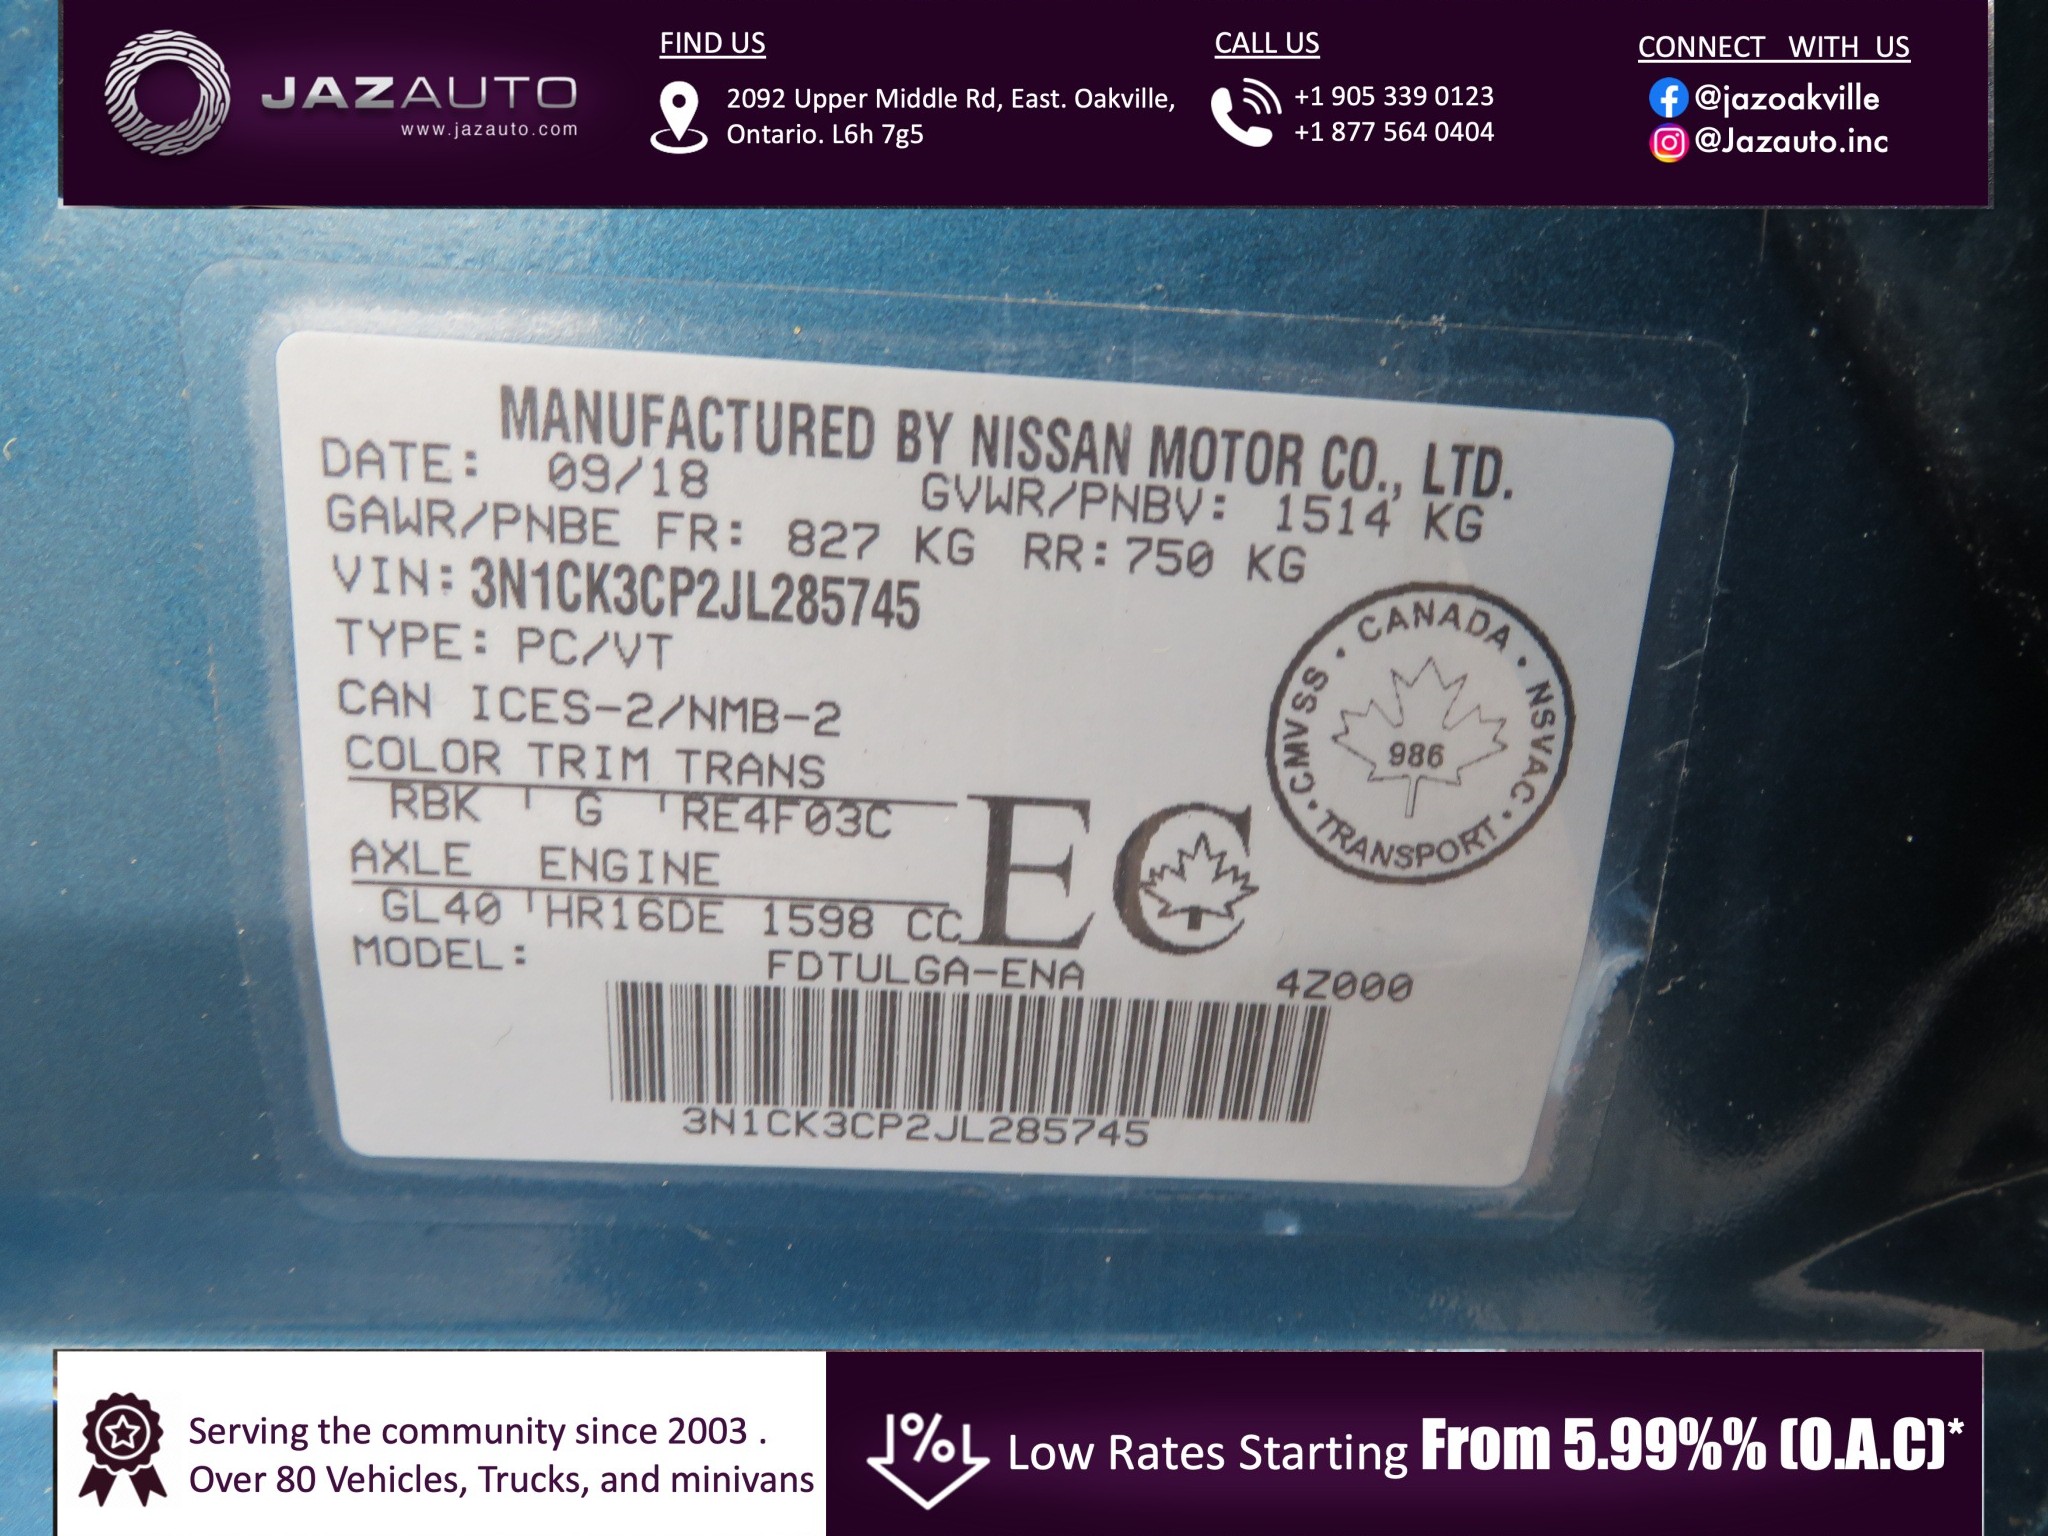 JAZAUTO
www.jazauto.com
FIND US
2092 Upper Middle Rd, East. Oakville,
Ontario. L6h 7g5
CALL US
+1 905 339 0123
+1 877 564 0404
CONNECT WITH US
@jazoakville
@Jazauto.inc
MANUFACTURED BY NISSAN MOTOR CO., LTD.
DATE: 09/18 GVWR/PNBV: 1514 KG
GAWR/PNBE FR: 827 KG RR:750 KG
VIN: 3N1CK3CP2JL285745
TYPE: PC/VT
CAN ICES-2/NMB-2
COLOR TRIM TRANS
RBK G RE4F03C
AXLE ENGINE
GL40 HR16DE 1598 CC
EC
CANADA • NSVAC • TRANSPORT • CMVSS •
986
MODEL: FDTULGA-ENA 4Z000
3N1CK3CP2JL285745
Serving the community since 2003 .
Over 80 Vehicles, Trucks, and minivans
%
Low Rates Starting From 5.99%% (O.A.C)*